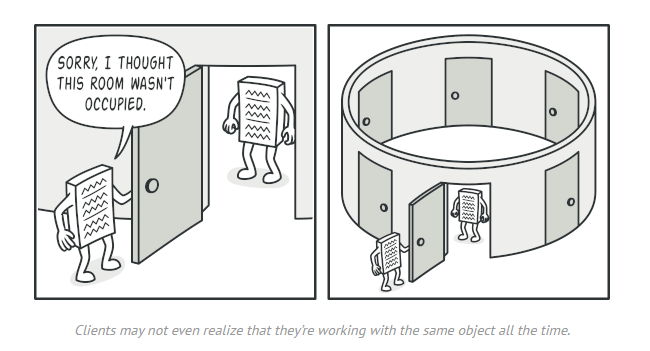 SORRY, I THOUGHT
THIS ROOM WASN'T
OCCUPIED.
Clients may not even realize that they're working with the same object all the time.